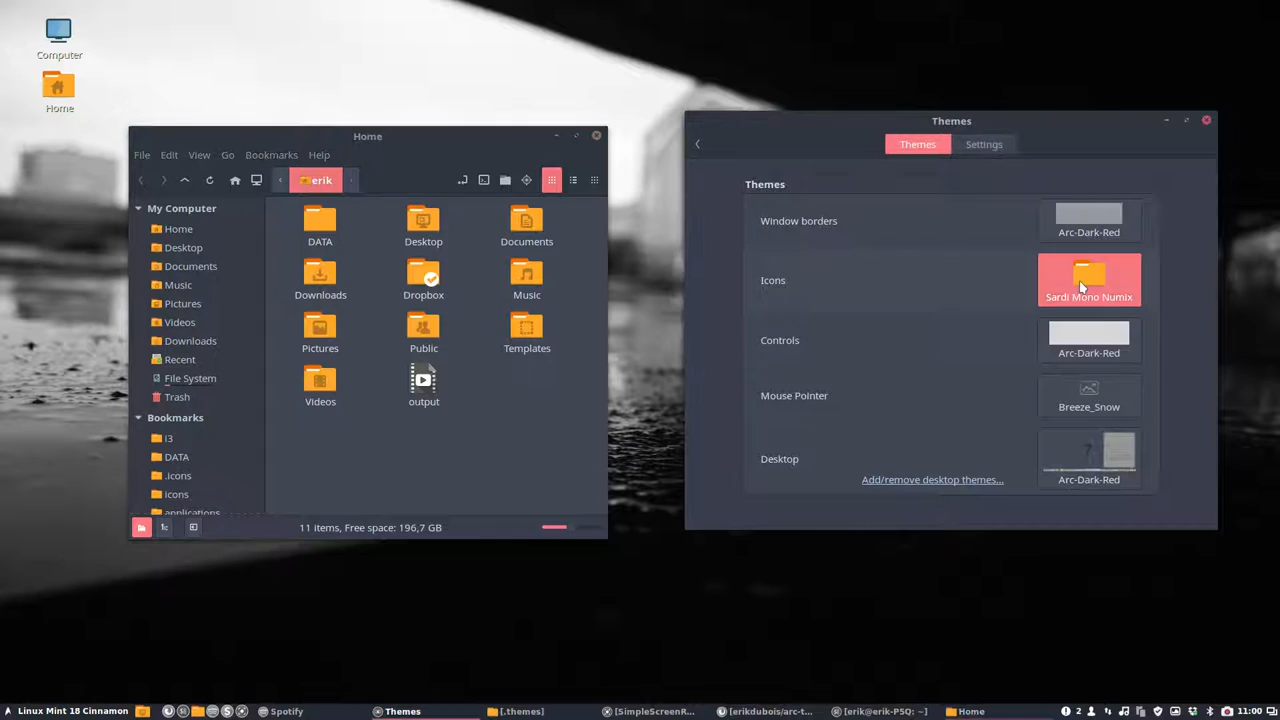 Computer
Home
Home
File Edit View Go Bookmarks Help
erik
My Computer
Home
Desktop
Documents
Music
Pictures
Videos
Downloads
Recent
File System
Trash
Bookmarks
i3
DATA
.icons
icons
applications
DATA
Desktop
Documents
Downloads
Dropbox
Music
Pictures
Public
Templates
Videos
output
11 items, Free space: 196,7 GB
Themes
Themes Settings
Themes
Window borders
Arc-Dark-Red
Icons
Sardi Mono Numix
Controls
Arc-Dark-Red
Mouse Pointer
Breeze_Snow
Desktop
Add/remove desktop themes...
Arc-Dark-Red
Linux Mint 18 Cinnamon Spotify Themes [.themes] [SimpleScreenR... [erikdubois/arc-t... [erik@erik-P5Q: ~] Home 2 11:00